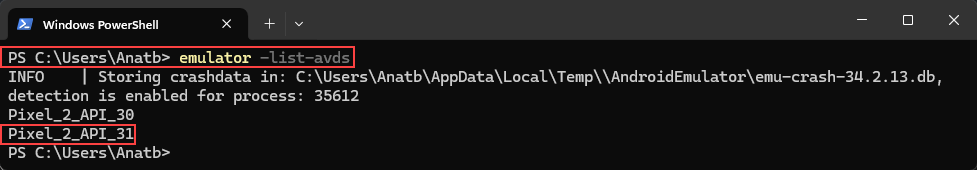 Windows PowerShell
PS C:\Users\Anatb> emulator -list-avds
INFO    | Storing crashdata in: C:\Users\Anatb\AppData\Local\Temp\\AndroidEmulator\emu-crash-34.2.13.db,
detection is enabled for process: 35612
Pixel_2_API_30
Pixel_2_API_31
PS C:\Users\Anatb>